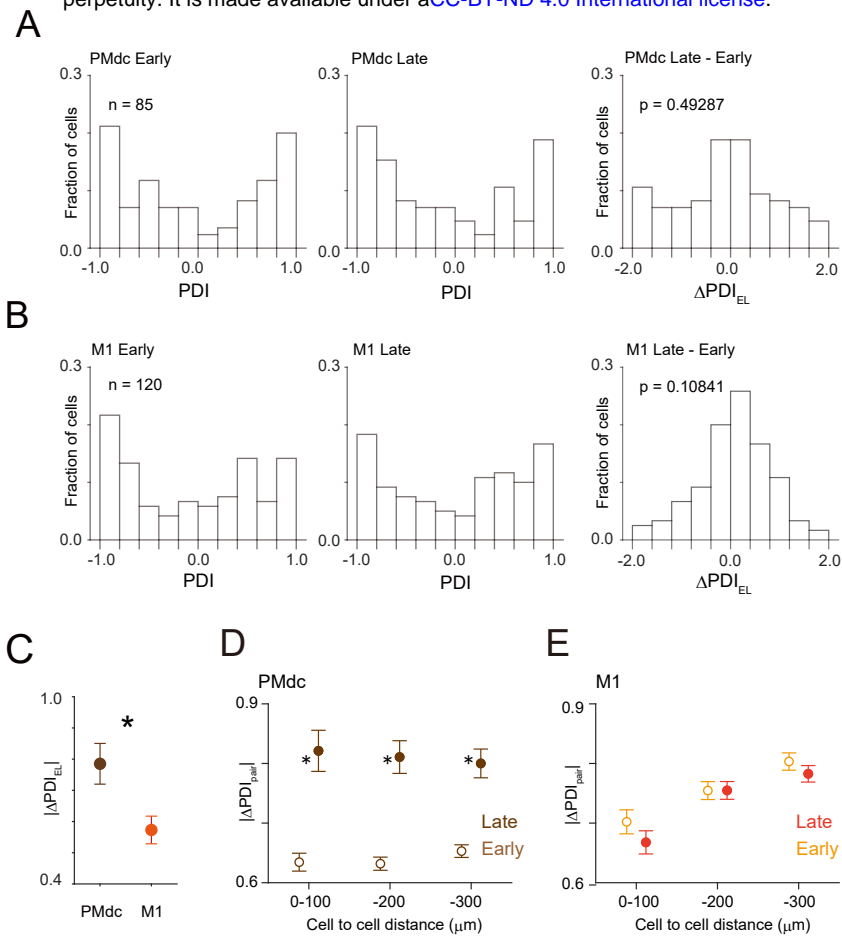 perpetuity. It is made available under aCC-BY-ND 4.0 International license.
A
PMdc Early
PMdc Late
PMdc Late - Early
0.3
0.3
0.3
n = 85
p = 0.49287
Fraction of cells
Fraction of cells
0.0
0.0
0.0
-1.0 0.0 1.0
-1.0 0.0 1.0
-2.0 0.0 2.0
PDI
PDI
ΔPDI_EL
B
M1 Early
M1 Late
M1 Late - Early
0.3
0.3
0.3
n = 120
p = 0.10841
Fraction of cells
Fraction of cells
0.0
0.0
0.0
-1.0 0.0 1.0
-1.0 0.0 1.0
-2.0 0.0 2.0
PDI
PDI
ΔPDI_EL
C
1.0
*
|ΔPDI_EL|
0.4
PMdc M1
D
PMdc
0.9
* * *
|ΔPDI_pair|
Late
Early
0.6
0-100 -200 -300
Cell to cell distance (μm)
E
M1
0.9
|ΔPDI_pair|
Late
Early
0.6
0-100 -200 -300
Cell to cell distance (μm)